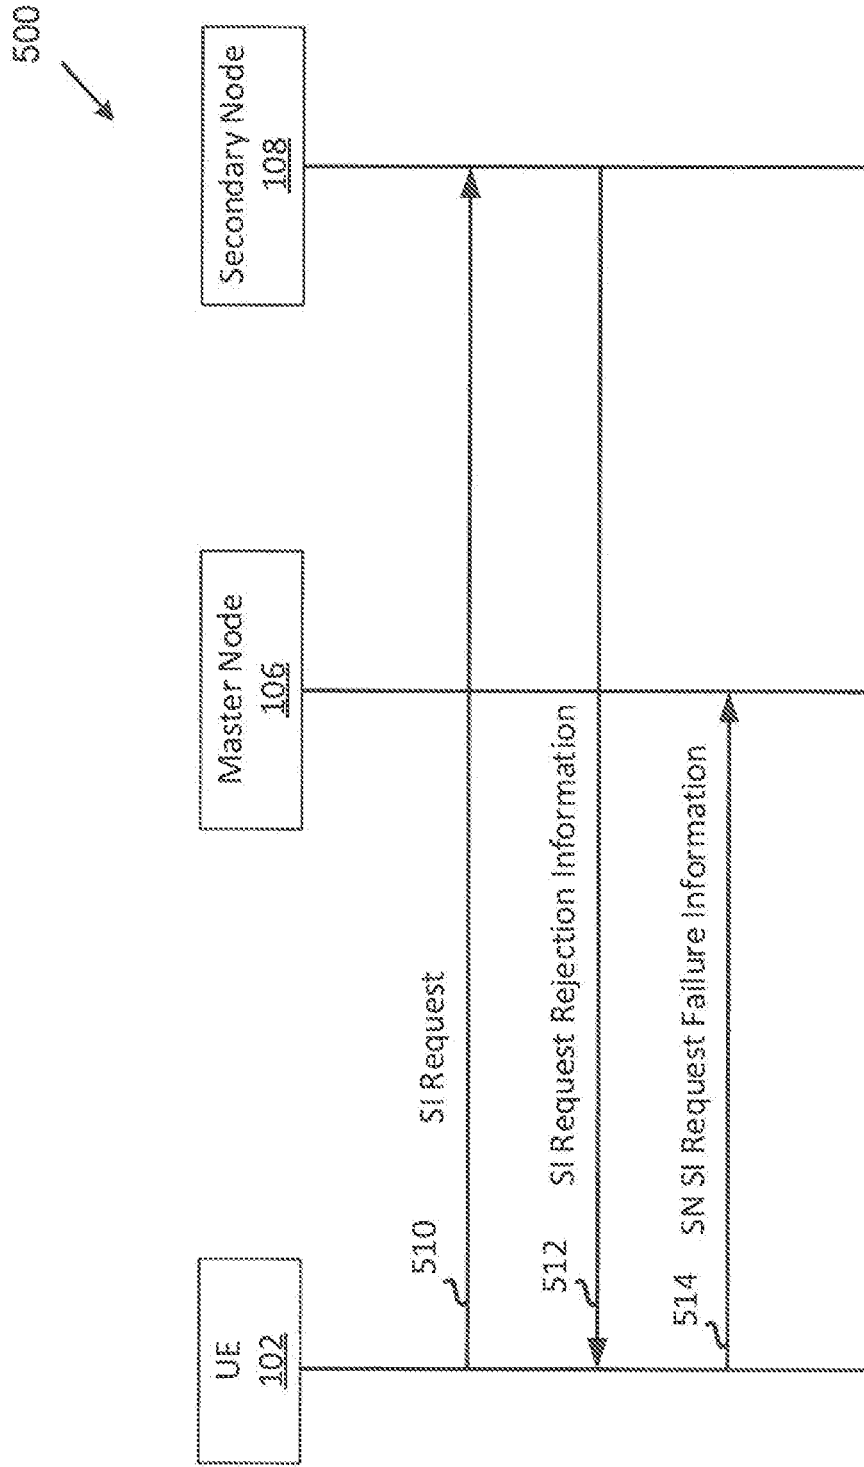 500
UE
102
Master Node
106
Secondary Node
108
510
SI Request
512
SI Request Rejection Information
514
SN SI Request Failure Information